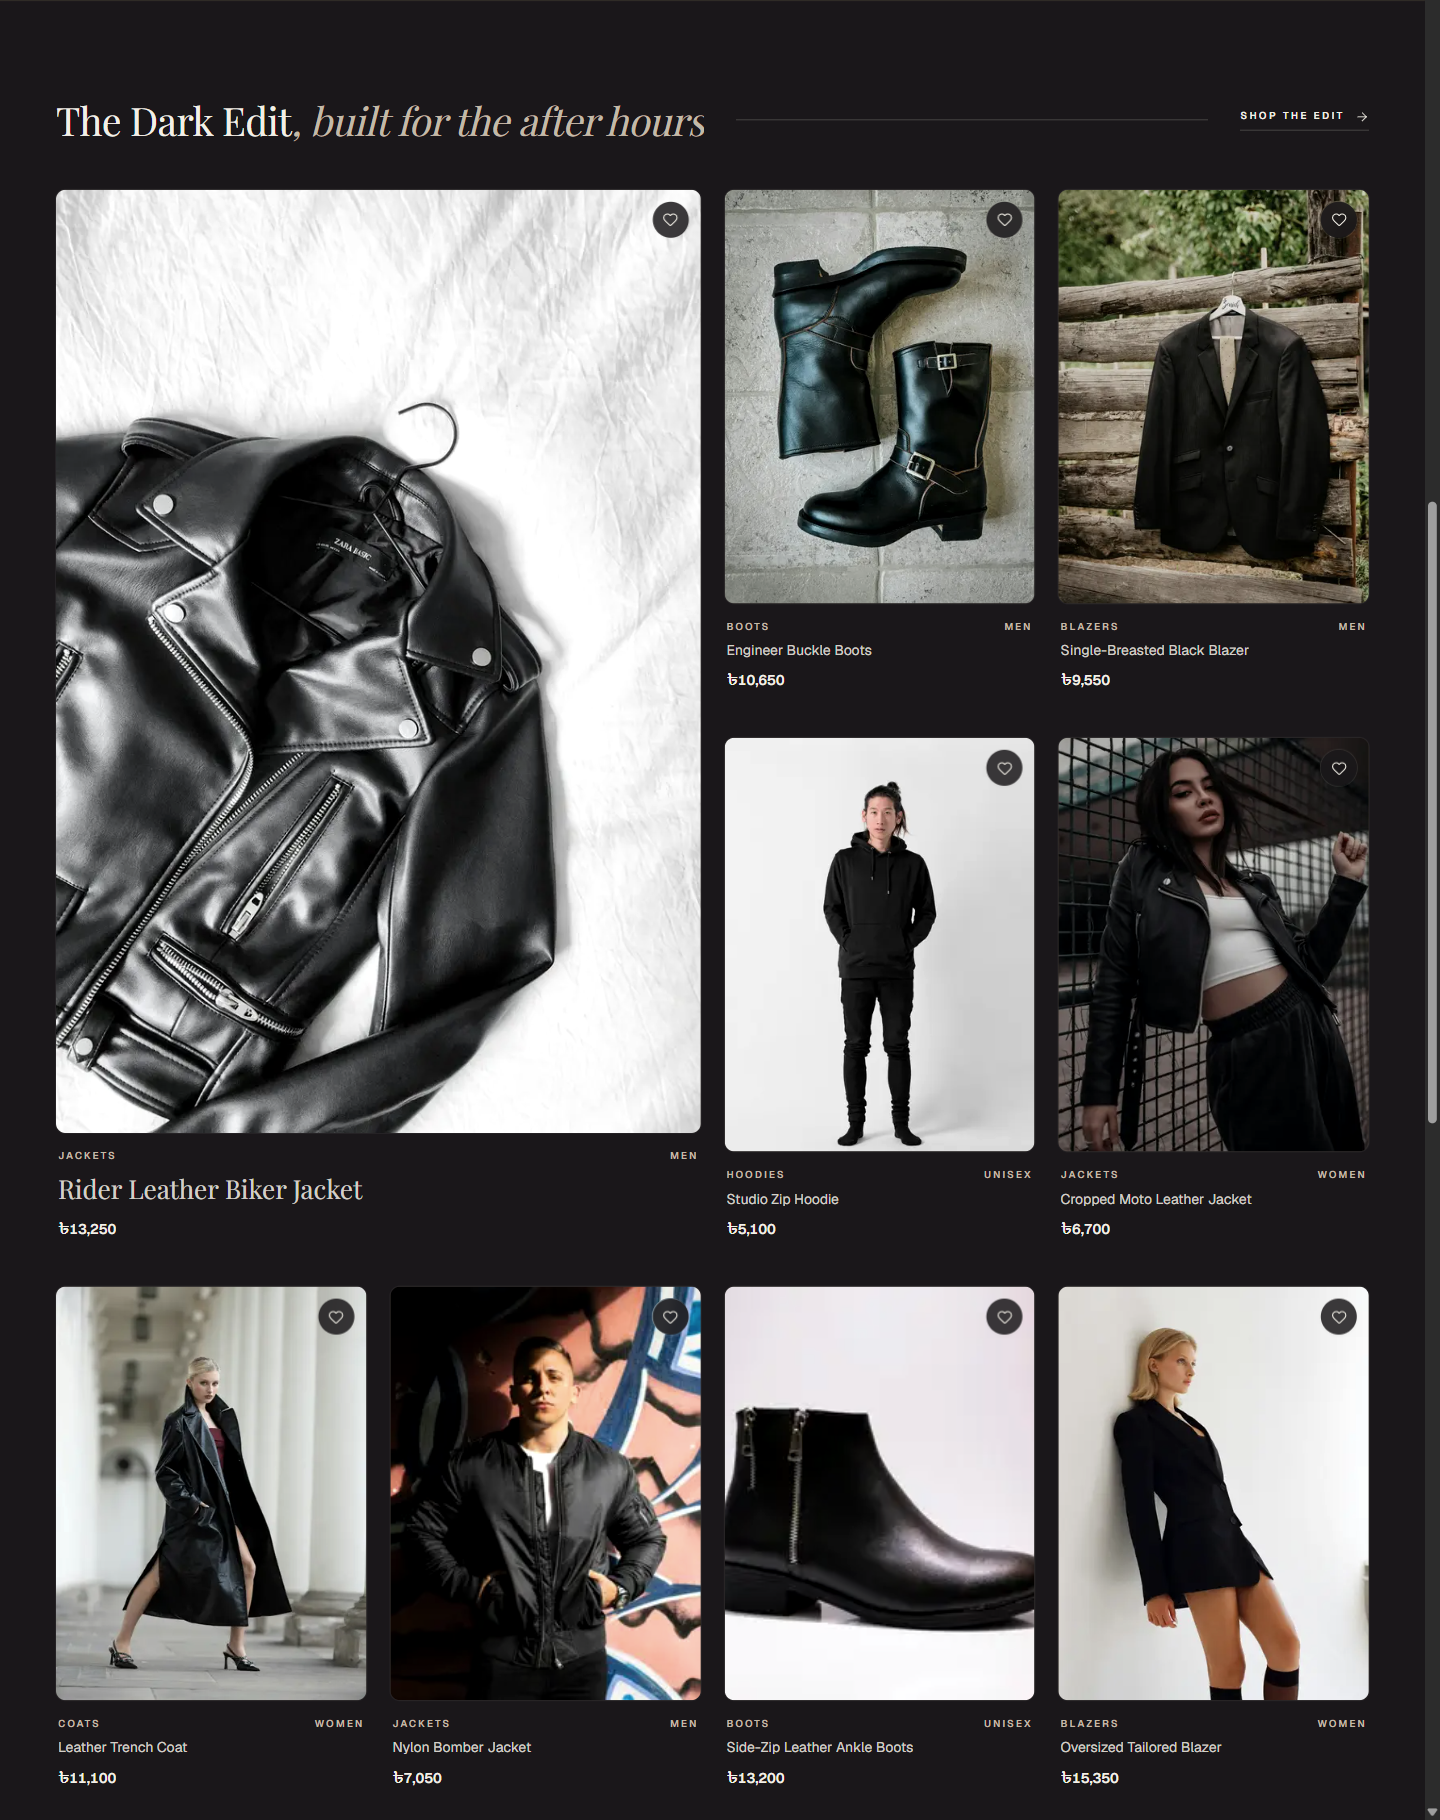 The Dark Edit, built for the after hours
SHOP THE EDIT →
ZARA BASIC
BOOTS MEN
Engineer Buckle Boots
৳10,650
BLAZERS MEN
Single-Breasted Black Blazer
৳9,550
JACKETS MEN
Rider Leather Biker Jacket
৳13,250
HOODIES UNISEX
Studio Zip Hoodie
৳5,100
JACKETS WOMEN
Cropped Moto Leather Jacket
৳6,700
COATS WOMEN
Leather Trench Coat
৳11,100
JACKETS MEN
Nylon Bomber Jacket
৳7,050
BOOTS UNISEX
Side-Zip Leather Ankle Boots
৳13,200
BLAZERS WOMEN
Oversized Tailored Blazer
৳15,350